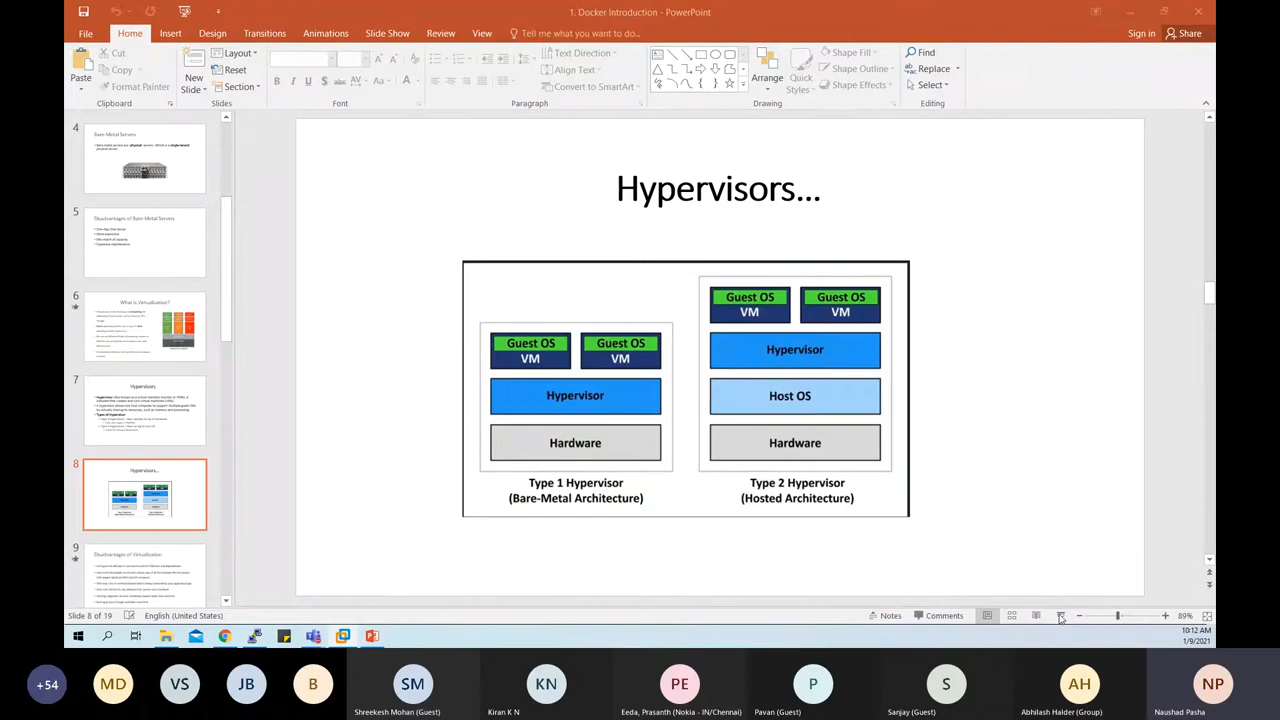 1. Docker Introduction - PowerPoint
File Home Insert Design Transitions Animations Slide Show Review View Tell me what you want to do... Sign in Share
Paste
Cut
Copy
Format Painter
Clipboard
New
Slide
Layout
Reset
Section
Slides
Font
Text Direction
Align Text
Convert to SmartArt
Paragraph
Arrange
Quick
Styles
Shape Fill
Shape Outline
Shape Effects
Drawing
Find
Replace
Select
Editing
4
Bare-Metal Servers
5
Disadvantages of Bare Metal Servers
6
What is Virtualization?
7
Hypervisors
8
Hypervisors...
9
Disadvantages of Virtualization
Hypervisors...
Guest OS
VM
Guest OS
VM
Hypervisor
Hardware
Type 1 Hypervisor
(Bare-Metal Architecture)
Guest OS
VM
Guest OS
VM
Hypervisor
Host OS
Hardware
Type 2 Hypervisor
(Hosted Architecture)
Slide 8 of 19 English (United States) Notes Comments 89%
10:12 AM
1/9/2021
+54 MD VS JB B SM KN PE P S AH NP
Shreekesh Mohan (Guest) Kiran K N Eeda, Prasanth (Nokia - IN/Chennai) Pavan (Guest) Sanjay (Guest) Abhilash Halder (Group) Naushad Pasha